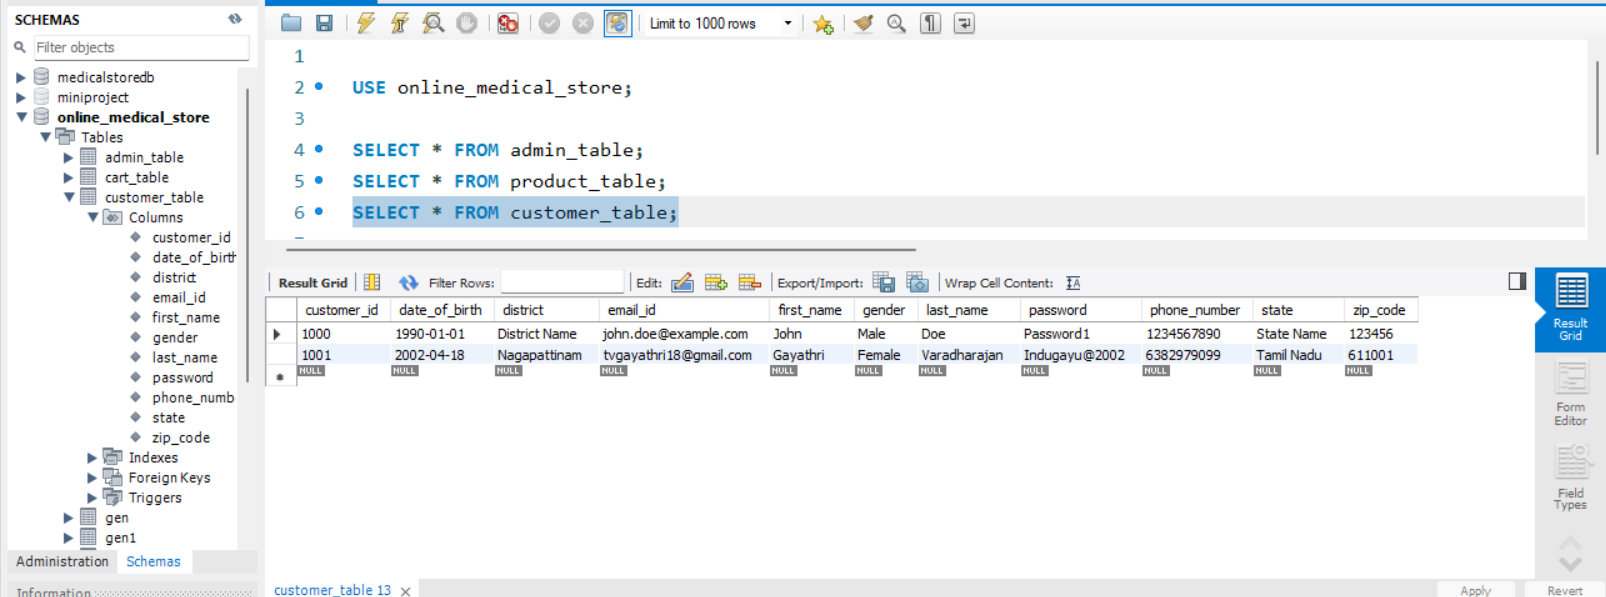 SCHEMAS
Filter objects
medicalstoredb
miniproject
online_medical_store
Tables
admin_table
cart_table
customer_table
Columns
customer_id
date_of_birth
district
email_id
first_name
gender
last_name
password
phone_numb
state
zip_code
Indexes
Foreign Keys
Triggers
gen
gen1
Administration Schemas
Information
Limit to 1000 rows
1
2 USE online_medical_store;
3
4 SELECT * FROM admin_table;
5 SELECT * FROM product_table;
6 SELECT * FROM customer_table;
Result Grid Filter Rows: Edit: Export/Import: Wrap Cell Content:
customer_id date_of_birth district email_id first_name gender last_name password phone_number state zip_code
1000 1990-01-01 District Name john.doe@example.com John Male Doe Password1 1234567890 State Name 123456
1001 2002-04-18 Nagapattinam tvgayathri18@gmail.com Gayathri Female Varadharajan Indugayu@2002 6382979099 Tamil Nadu 611001
NULL NULL NULL NULL NULL NULL NULL NULL NULL NULL NULL
Result
Grid
Form
Editor
Field
Types
customer_table 13
Apply Revert